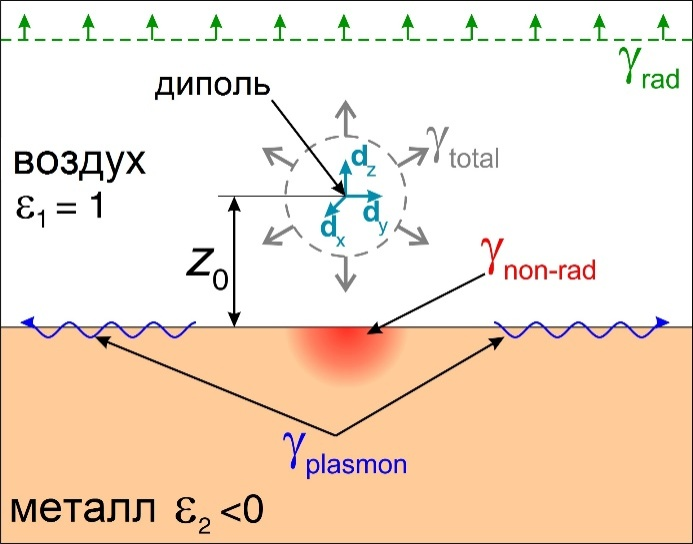 γrad
диполь
воздух
ε1 = 1
γtotal
dz
dy
dx
z0
γnon-rad
γplasmon
металл ε2 <0